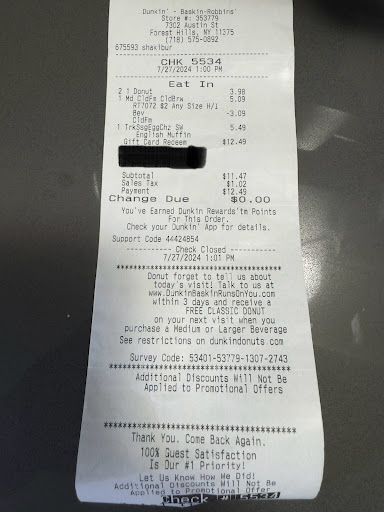 Dunkin' - Baskin-Robbins'
Store #: 353779
7302 Austin St
Forest Hills, NY 11375
(718) 575-0892
675593 shakibur
CHK 5534
7/27/2024 1:00 PM
Eat In
2 1 Donut 3.98
1 Md CldFm CldBrw 5.09
RT7072 $2 Any Size H/I
Bev -3.09
CldFm
1 TrkSsgEggChz SW 5.49
English Muffin
Gift Card Redeem $12.49
Subtotal $11.47
Sales Tax $1.02
Payment $12.49
Change Due $0.00
You've Earned Dunkin Rewards'tm Points
For This Order.
Check your Dunkin' App for details.
Support Code 44424854
---------- Check Closed ----------
7/27/2024 1:01 PM
Donut forget to tell us about
today's visit! Talk to us at
www.DunkinBaskinRunsOnYou.com
within 3 days and receive a
FREE CLASSIC DONUT
on your next visit when you
purchase a Medium or Larger Beverage
See restrictions on dunkindonuts.com
Survey Code: 53401-53779-1307-2743
Additional Discounts Will Not Be
Applied to Promotional Offers
Thank You. Come Back Again.
100% Guest Satisfaction
Is Our #1 Priority!
Let Us Know How We Did!
Additional Discounts Will Not Be
Applied to Promotional Offer
Check # 5534